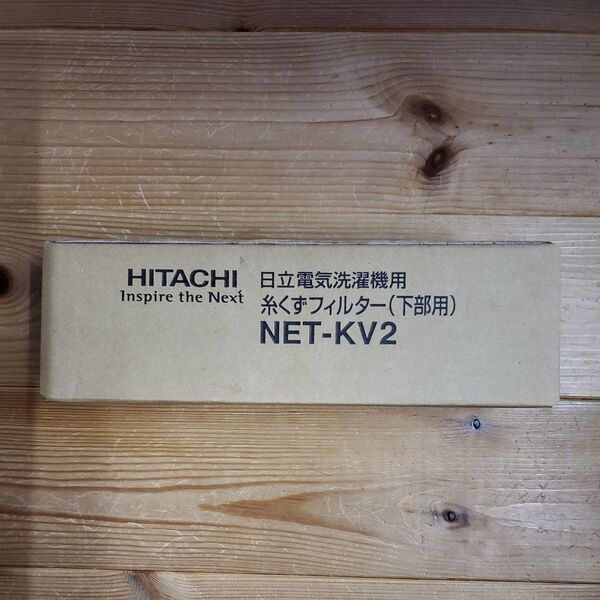 HITACHI
Inspire the Next
日立電気洗濯機用
糸くずフィルター(下部用)
NET-KV2